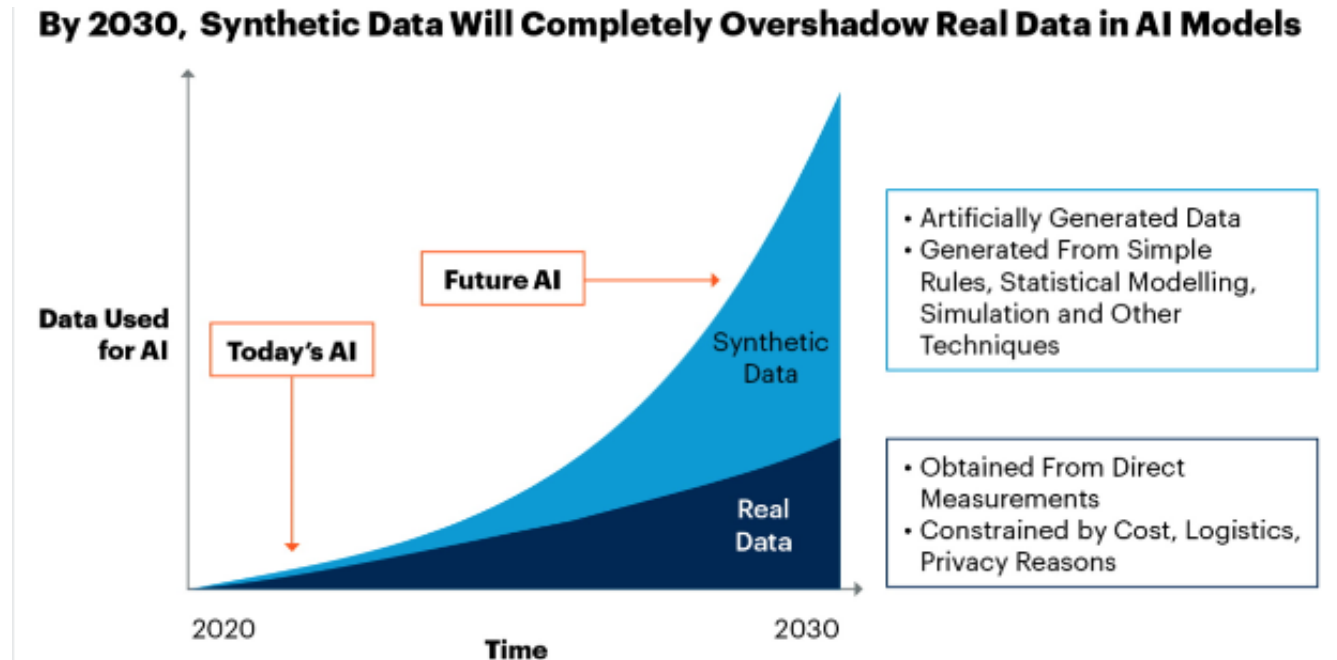 By 2030, Synthetic Data Will Completely Overshadow Real Data in AI Models
Data Used
for AI
Today's AI
Future AI
Synthetic
Data
Real
Data
2020
2030
Time
• Artificially Generated Data
• Generated From Simple
Rules, Statistical Modelling,
Simulation and Other
Techniques
• Obtained From Direct
Measurements
• Constrained by Cost, Logistics,
Privacy Reasons